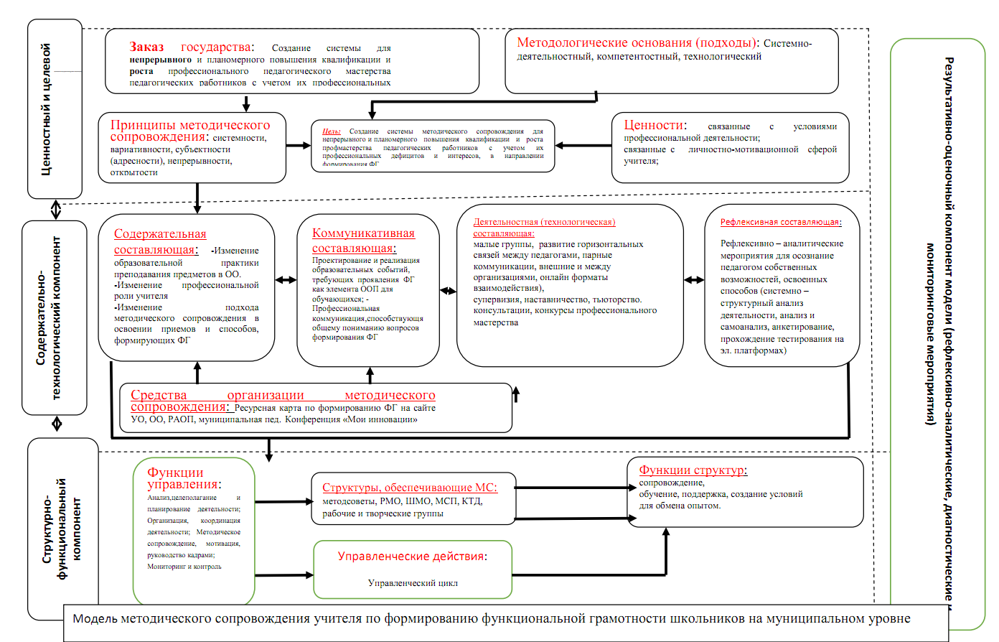 Ценностный и целевой
Заказ государства: Создание системы для
непрерывного и планомерного повышения квалификации и
роста профессионального педагогического мастерства
педагогических работников с учетом их профессиональных
Методологические основания (подходы): Системно-
деятельностный, компетентостный, технологический
Принципы методического
сопровождения: системности,
вариативности, субъектности
(адресности), непрерывности,
открытости
Цель: Создание системы методического сопровождения для
непрерывного и планомерного повышения квалификации и роста
профмастерства педагогических работников с учетом их
профессиональных дефицитов и интересов, в направлении
формирования ФГ
Ценности: связанные с условиями
профессиональной деятельности;
связанные с личностно-мотивационной сферой
учителя;
Содержательно-
технологический компонент
Содержательная
составляющая: -Изменение
образовательной практики
преподавания предметов в ОО.
-Изменение профессиональной
роли учителя
-Изменение подхода
методического сопровождения в
освоении приемов и способов,
формирующих ФГ
Коммуникативная
составляющая:
Проектирование и реализация
образовательных событий,
требующих проявления ФГ
как элемента ООП для
обучающихся; -
Профессиональная
коммуникация,способствующя
общему пониманию вопросов
формирования ФГ
Деятельностная (технологическая)
составляющая:
малые группы, развитие горизонтальных
связей между педагогами, парные
коммуникации, внешние и между
организациями, онлайн форматы
взаимодействия),
супервизия, наставничество, тьюторство.
консультации, конкурсы профессионального
мастерства
Рефлексивная составляющая:
Рефлексивно – аналитические
мероприятия для осознание
педагогом собственных
возможностей, освоенных
способов (системно –
структурный анализ
деятельности, анализ и
самоанализ, анкетирование,
прохождение тестирования на
эл. платформах)
Средства организации методического
сопровождения: Ресурсная карта по формированию ФГ на сайте
УО, ОО, РАОП, муниципальная пед. Конференция «Мои инновации»
Структурно-
функциональный
компонент
Функции
управления:
Анализ,целеполагание и
планирование деятельности;
Организация, координация
деятельности; Методическое
сопровождение, мотивация,
руководство кадрами;
Мониторинг и контроль
Структуры, обеспечивающие МС:
методсоветы, РМО, ШМО, МСП, КТД,
рабочие и творческие группы
Управленческие действия:
Управленческий цикл
Функции структур:
сопровождение,
обучение, поддержка, создание условий
для обмена опытом.
Результативно-оценочный компонент модели (рефлексивно-аналитические, диагностические и
мониторинговые мероприятия)
Модель методического сопровождения учителя по формированию функциональной грамотности школьников на муниципальном уровне